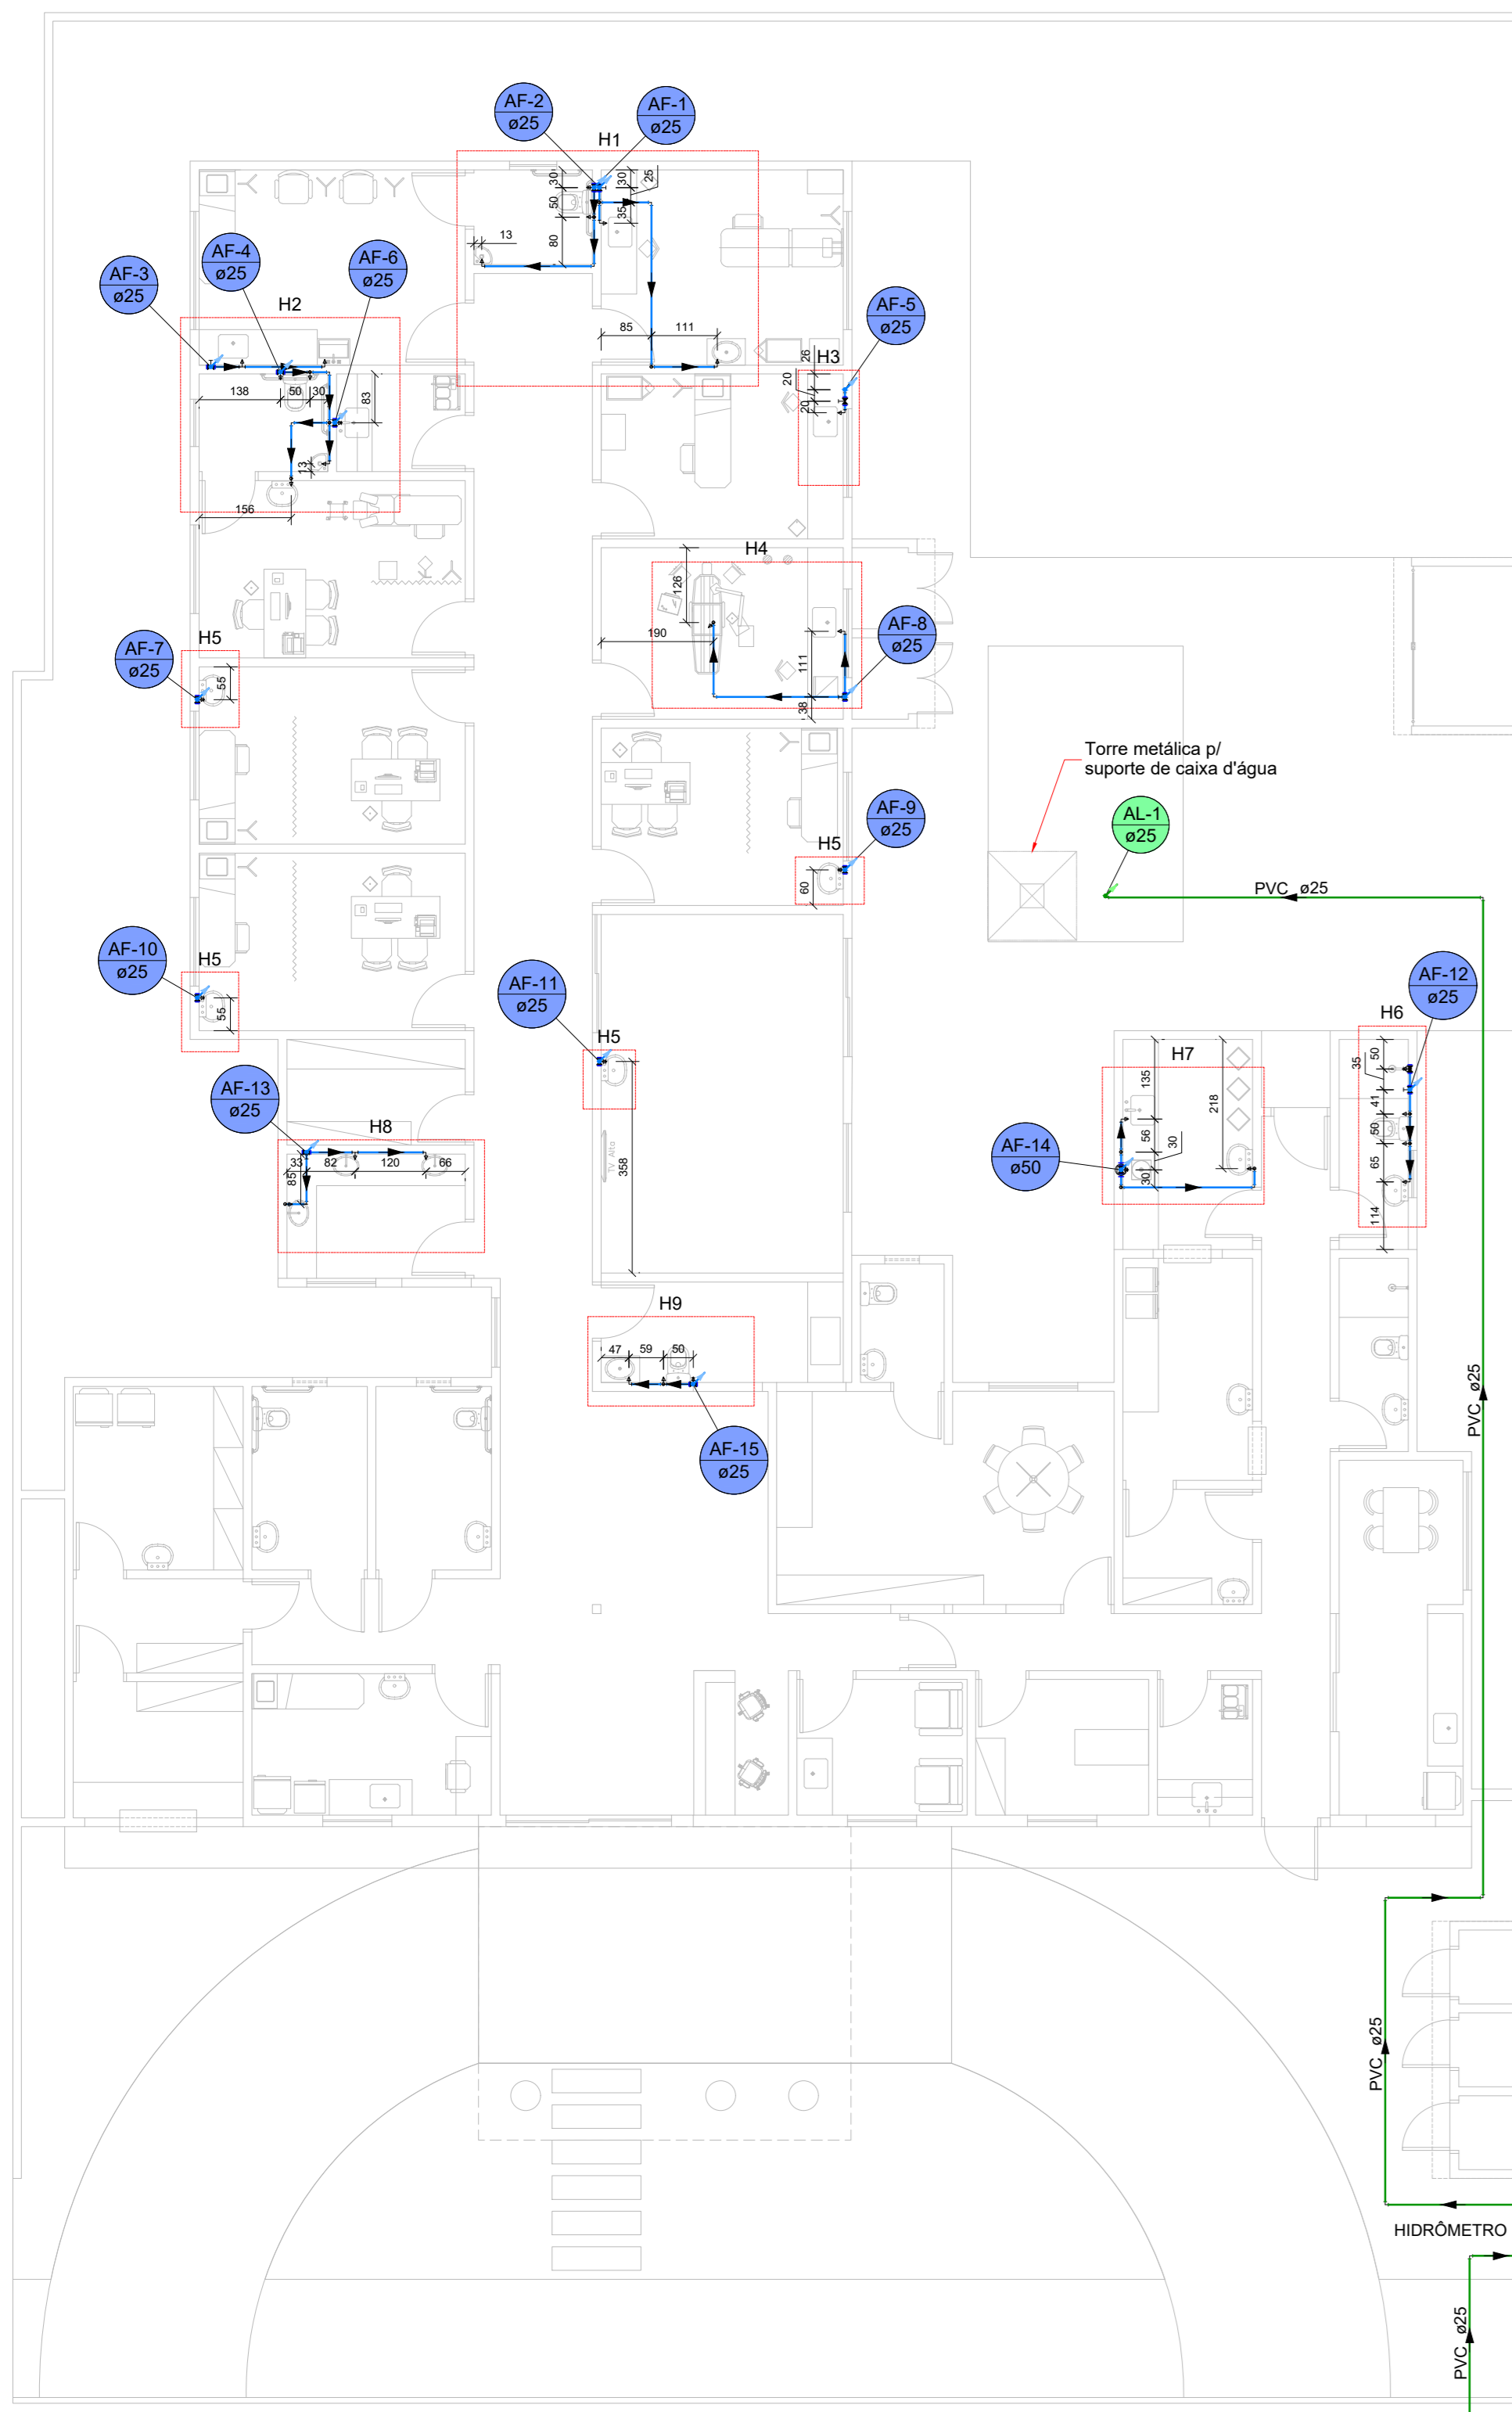 AF-2
ø25
AF-1
ø25
H1
30
50
80
13
30
25
35
85
111
AF-3
ø25
AF-4
ø25
AF-6
ø25
H2
138
50
30
83
13
156
AF-5
ø25
H3
26
20
20
H4
126
190
111
38
AF-8
ø25
AF-7
ø25
H5
55
Torre metálica p/
suporte de caixa d'água
AL-1
ø25
PVC ø25
AF-9
ø25
H5
60
AF-10
ø25
H5
55
AF-11
ø25
H5
358
TV Alto
AF-12
ø25
H6
50
35
41
50
65
114
H7
135
218
56
30
30
AF-14
ø50
AF-13
ø25
H8
33
82
120
66
85
H9
47
59
50
AF-15
ø25
PVC ø25
PVC ø25
HIDRÔMETRO
PVC ø25